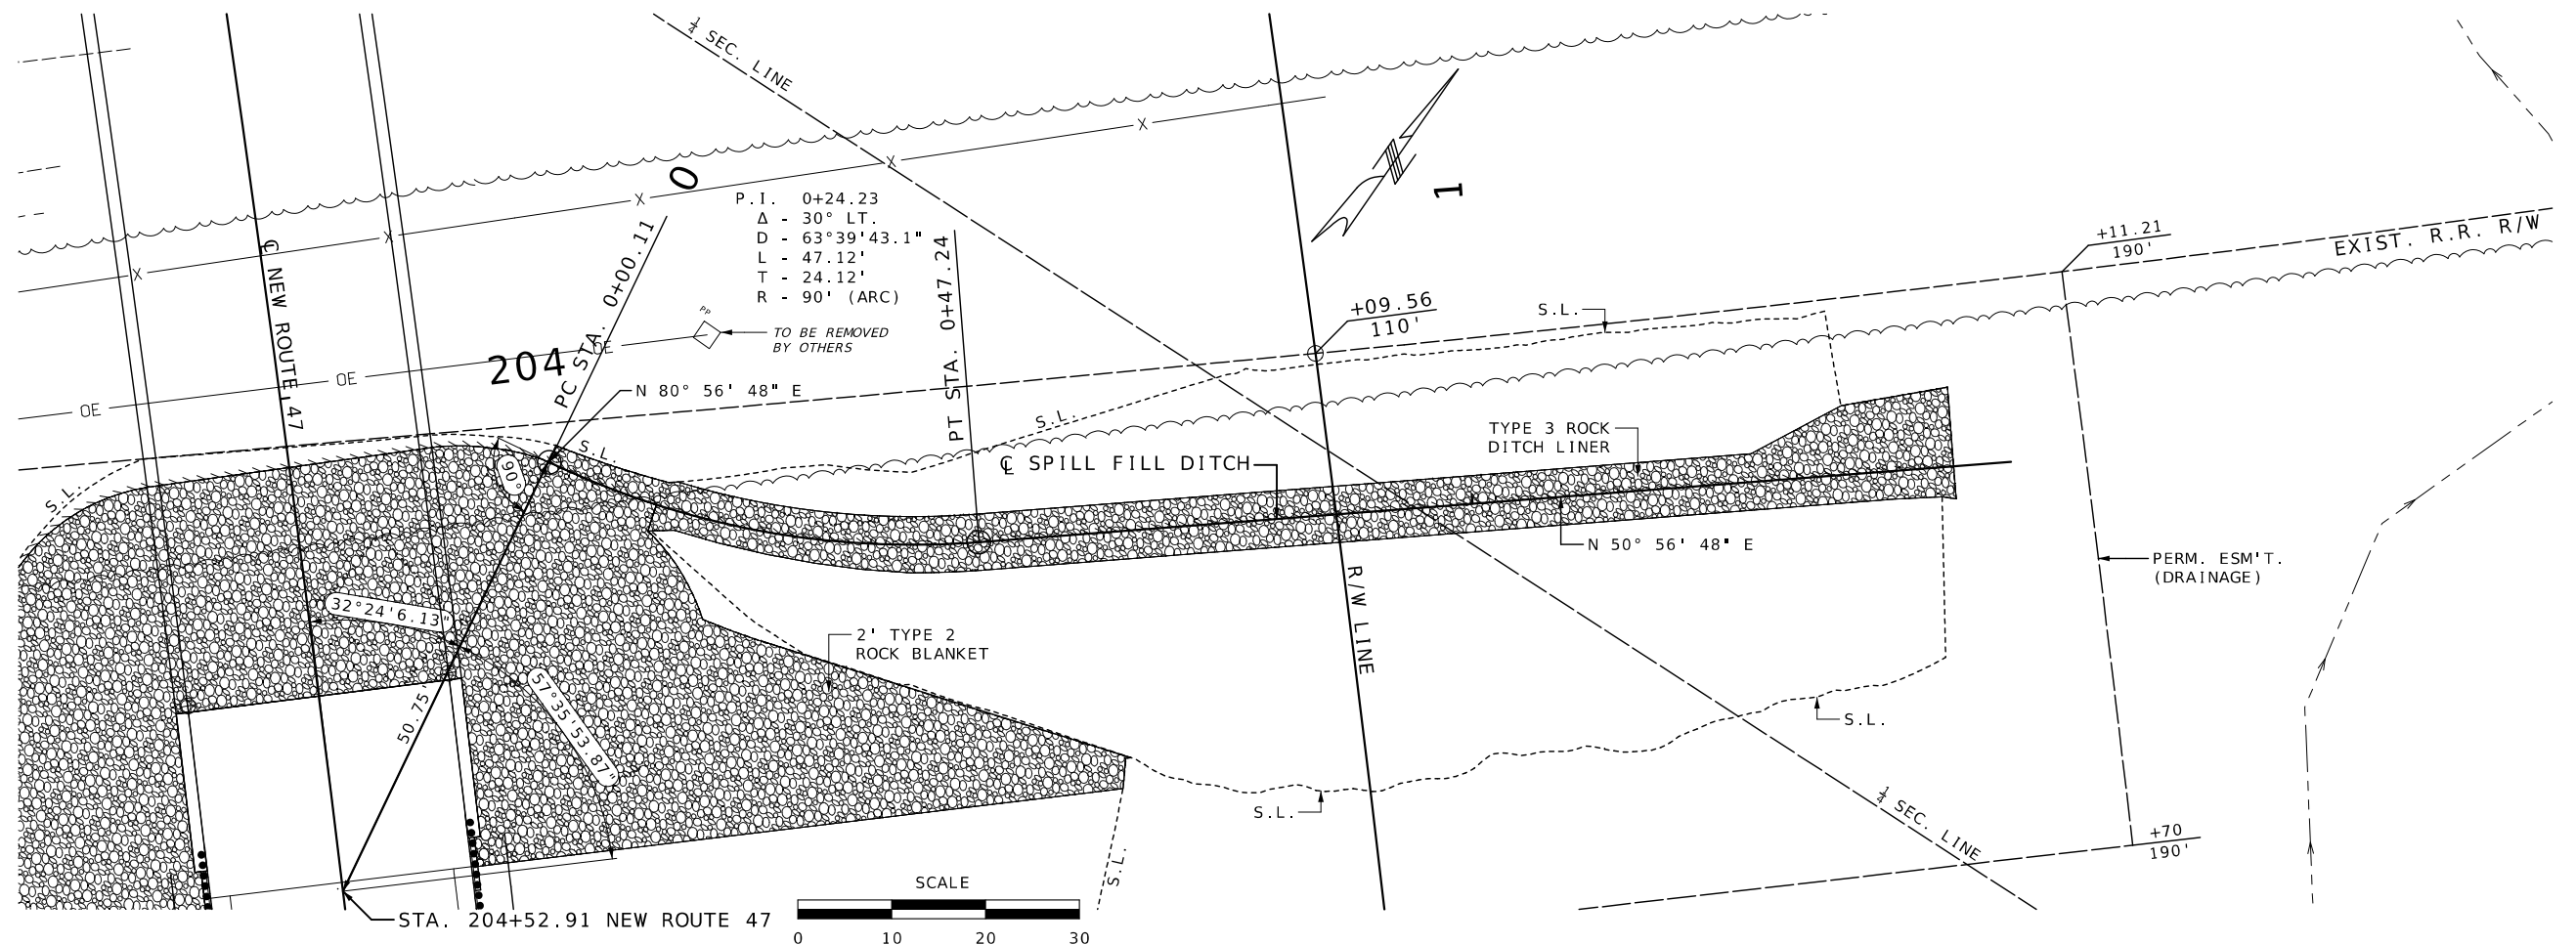 1/4 SEC. LINE
X
X
X
X
X
0
1
P.I. 0+24.23
Δ - 30° LT.
D - 63°39'43.1"
L - 47.12'
T - 24.12'
R - 90' (ARC)
℄ NEW ROUTE 47
PC STA. 0+00.11
PT STA. 0+47.24
PP
TO BE REMOVED
BY OTHERS
OE
OE
OE
204
N 80° 56' 48" E
+09.56
110'
S.L.
+11.21
190'
EXIST. R.R. R/W
S.L.
S.L.
S.L.
90°
℄ SPILL FILL DITCH
TYPE 3 ROCK
DITCH LINER
N 50° 56' 48" E
PERM. ESM'T.
(DRAINAGE)
R/W LINE
32°24'6.13"
57°35'53.87"
50.75'
2' TYPE 2
ROCK BLANKET
S.L.
S.L.
S.L.
1/4 SEC. LINE
+70
190'
STA. 204+52.91 NEW ROUTE 47
SCALE
0 10 20 30